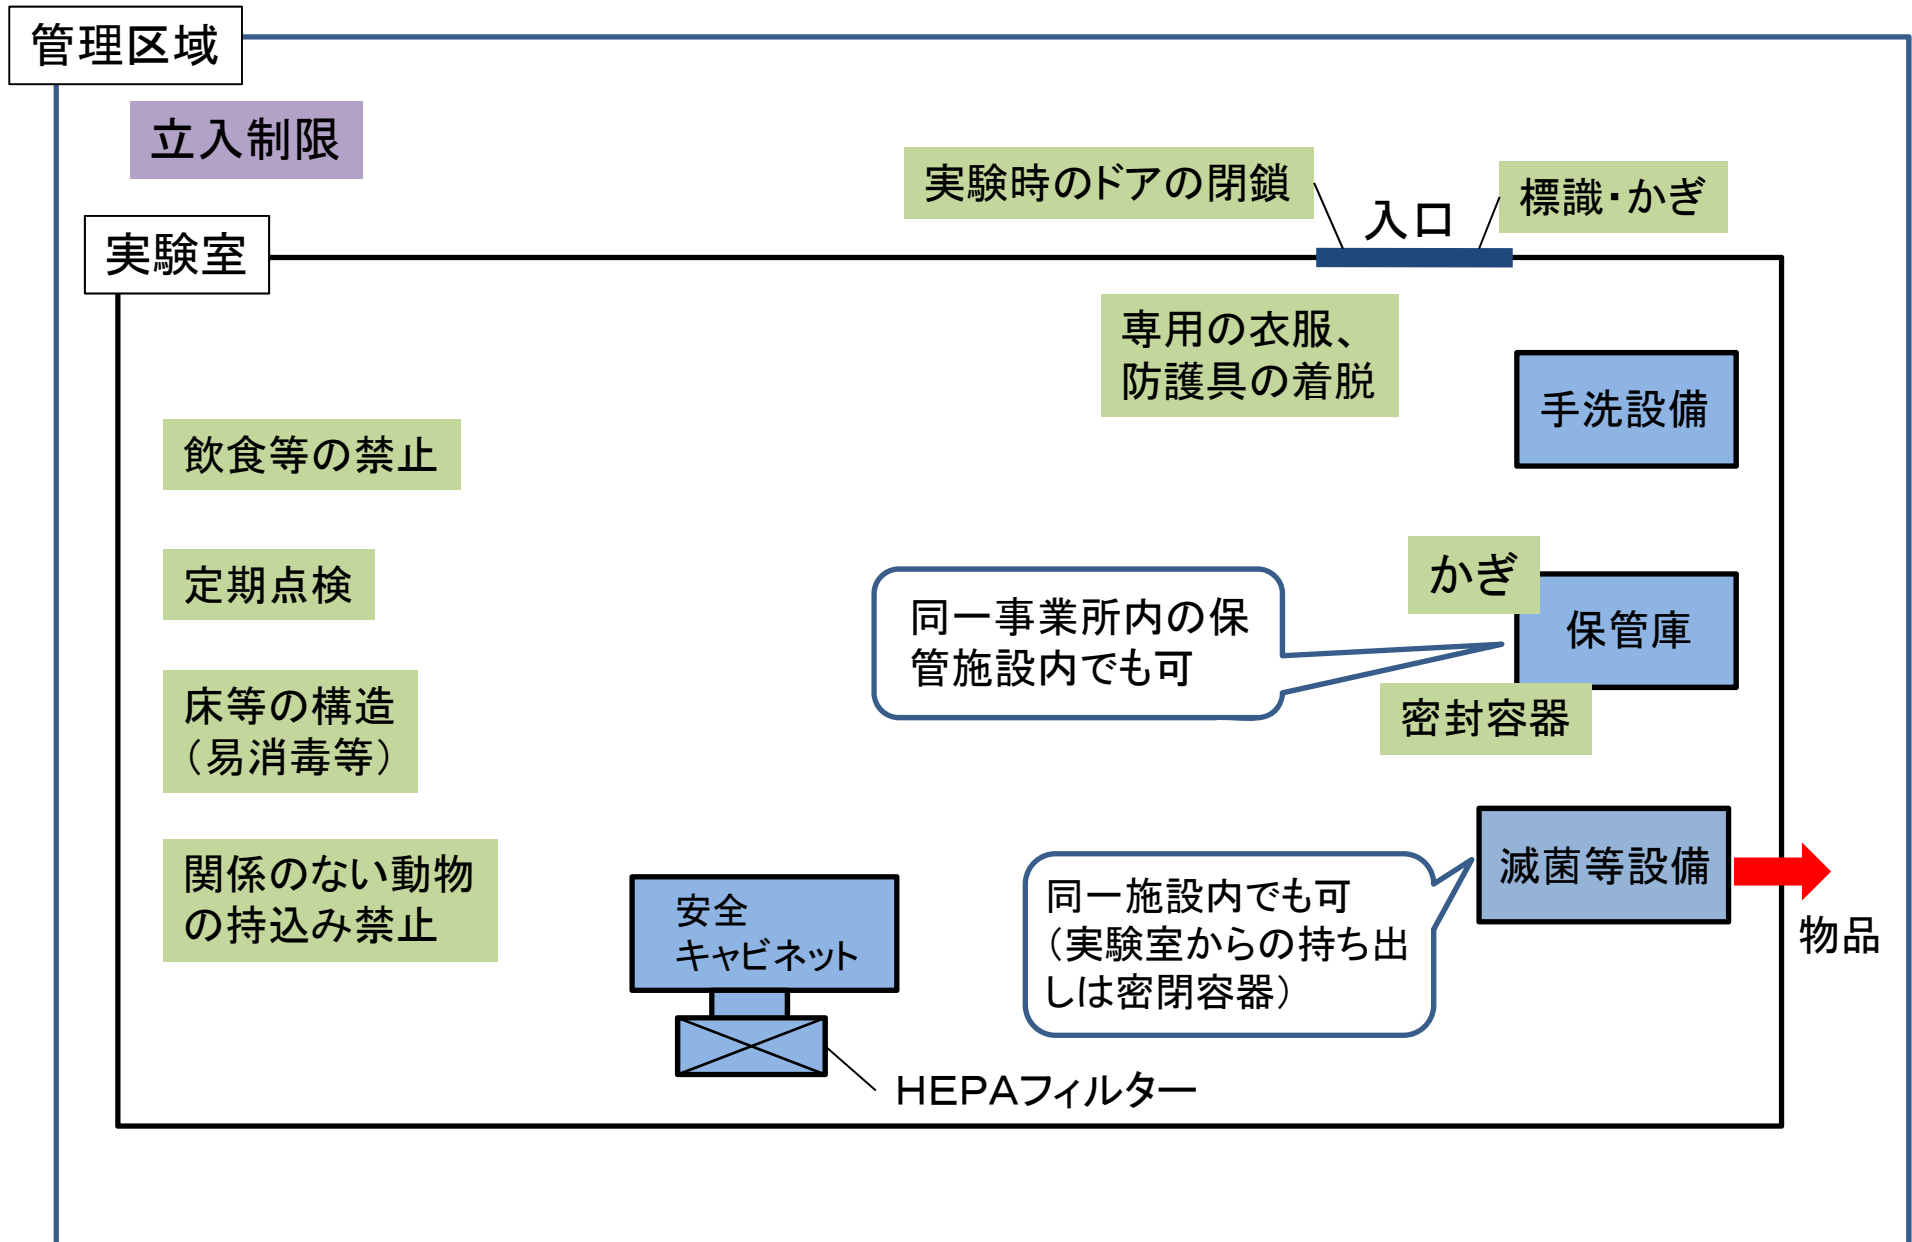 管理区域
立入制限
実験時のドアの閉鎖
入口
標識・かぎ
実験室
専用の衣服、
防護具の着脱
手洗設備
飲食等の禁止
定期点検
かぎ
同一事業所内の保
管施設内でも可
保管庫
密封容器
床等の構造
（易消毒等）
関係のない動物
の持込み禁止
安全
キャビネット
同一施設内でも可
（実験室からの持ち出
しは密閉容器）
滅菌等設備
物品
ＨＥＰＡフィルター